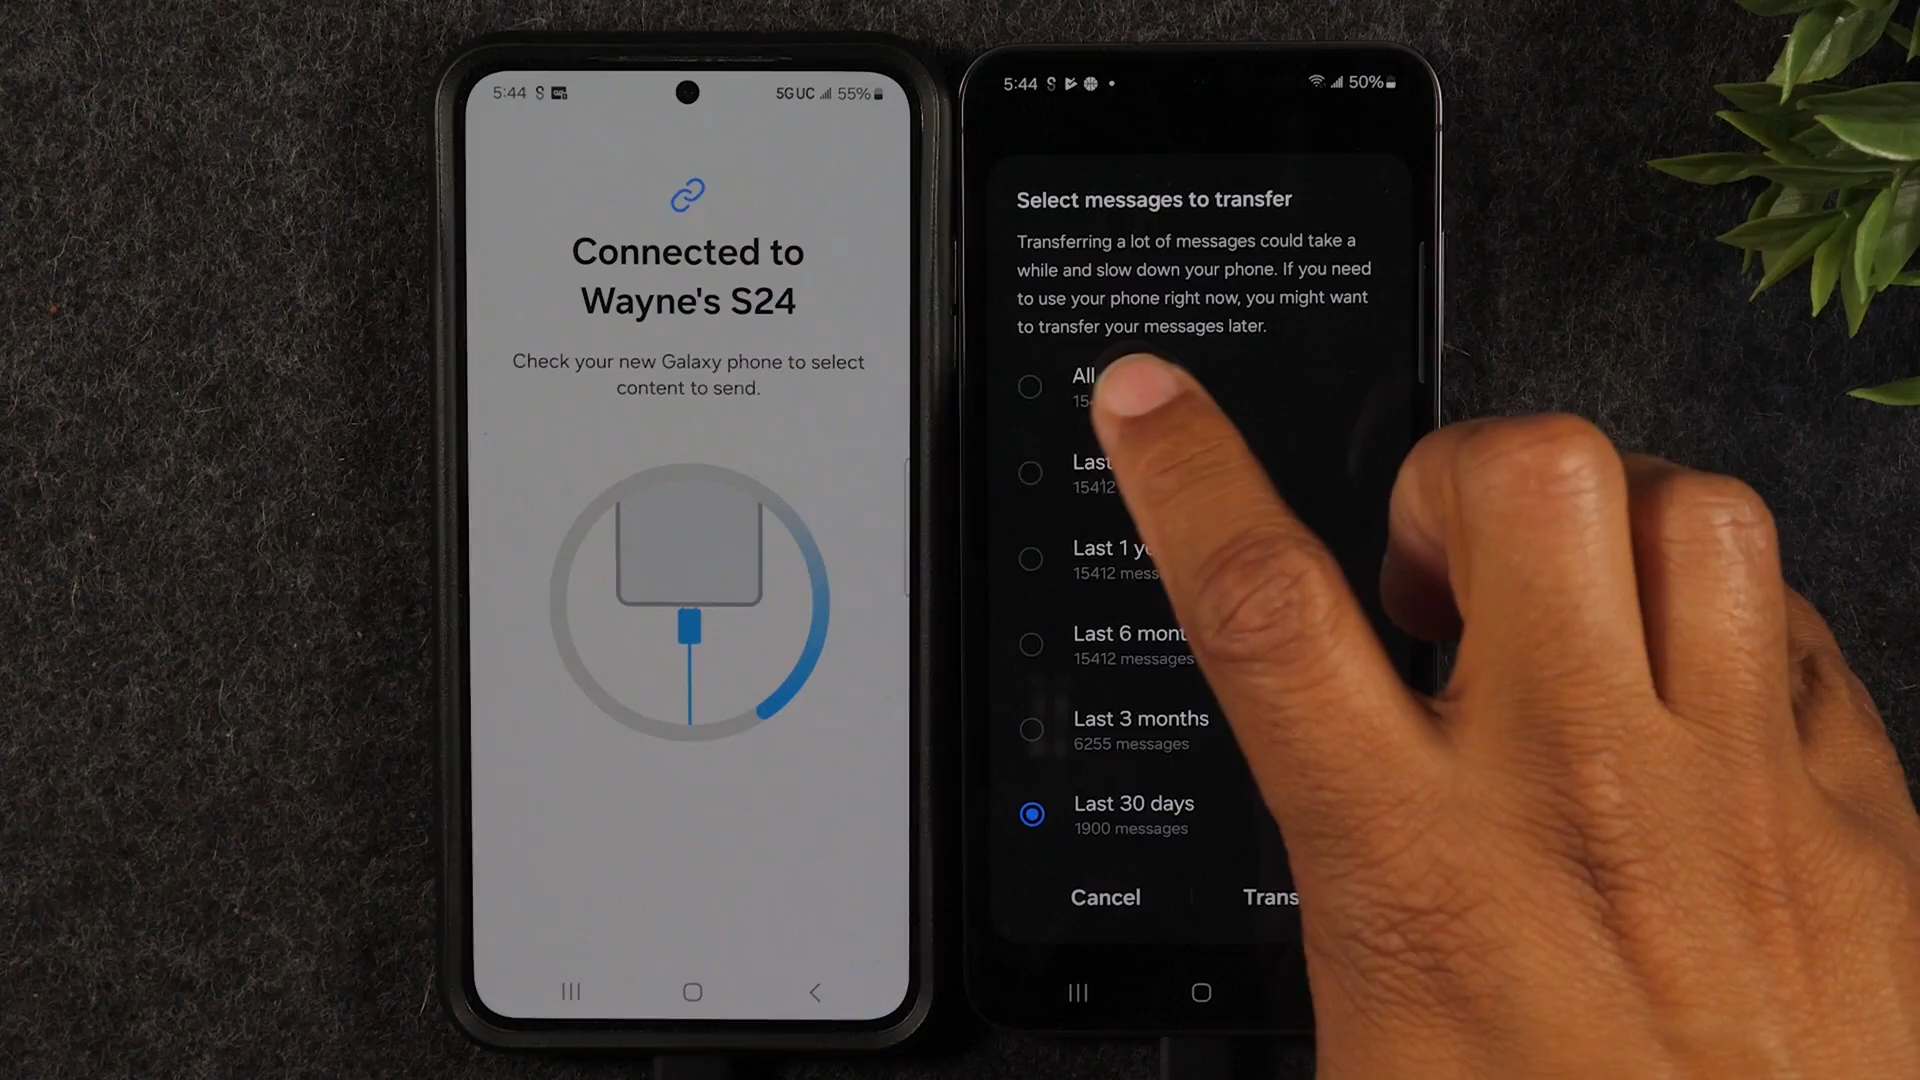 5:44
5G UC 55%
Connected to
Wayne's S24
Check your new Galaxy phone to select
content to send.
5:44
50%
Select messages to transfer
Transferring a lot of messages could take a
while and slow down your phone. If you need
to use your phone right now, you might want
to transfer your messages later.
All
Last
15412
Last 1
15412
Last 6
15412 messages
Last 3 months
6255 messages
Last 30 days
1900 messages
Cancel